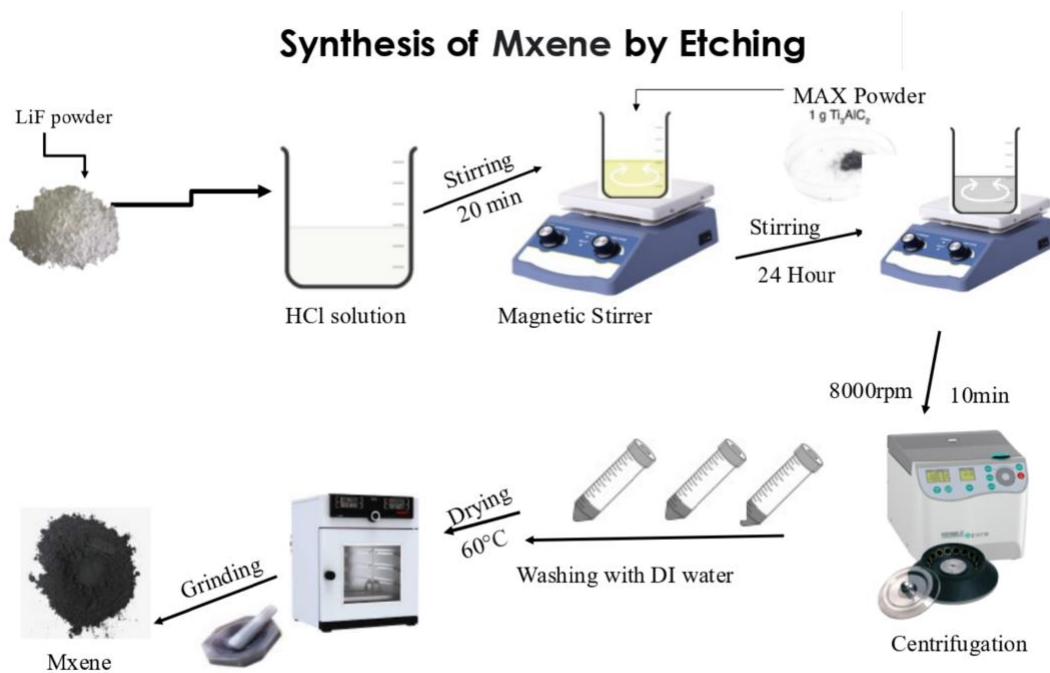 Synthesis of Mxene by Etching
LiF powder
HCl solution
Stirring
20 min
Magnetic Stirrer
MAX Powder
1 g Ti₃AlC₂
Stirring
24 Hour
8000rpm
10min
Centrifugation
Washing with DI water
Drying
60°C
Grinding
Mxene